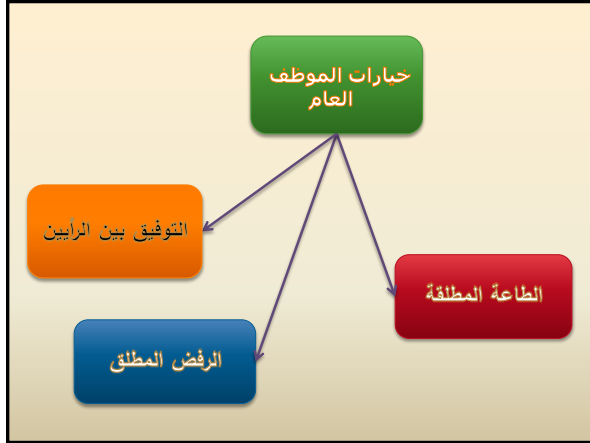 خيارات الموظف
العام
التوفيق بين الرأيين
الطاعة المطلقة
الرفض المطلق